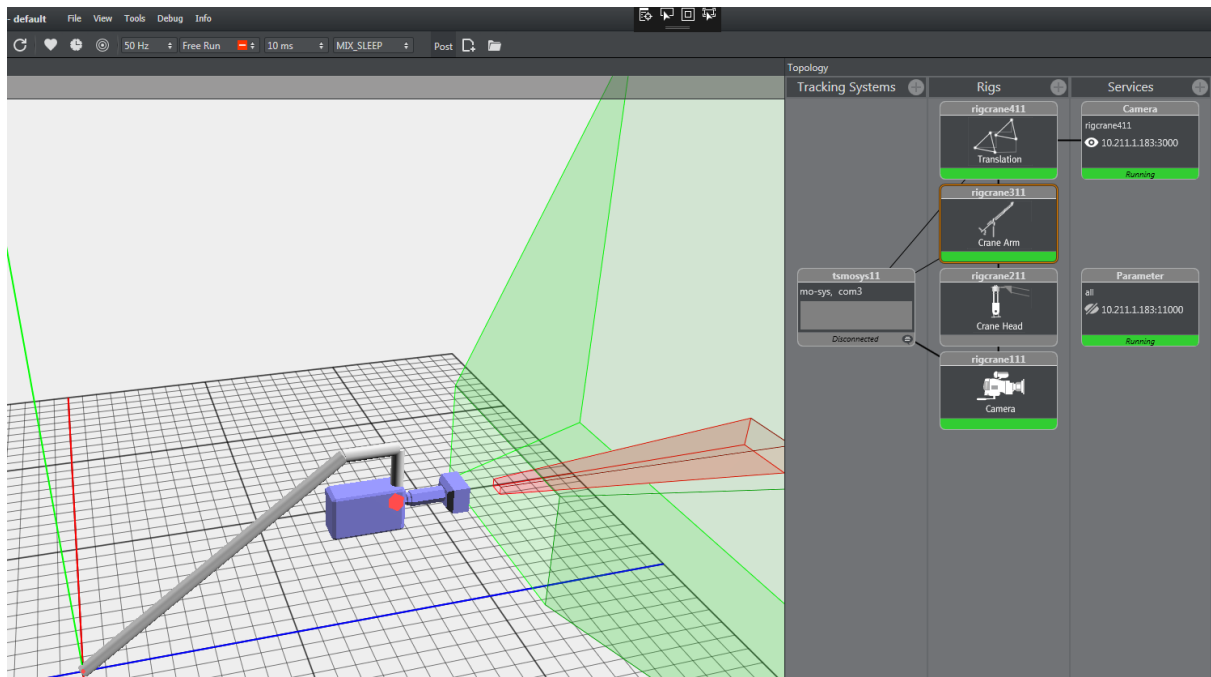 - default File View Tools Debug Info
50 Hz Free Run 10 ms MIX_SLEEP Post
Topology
Tracking Systems Rigs Services
rigcrane411
Translation
Camera
rigcrane411
10.211.1.183:3000
Running
rigcrane311
Crane Arm
tsmosys11
mo-sys, com3
Disconnected
rigcrane211
Crane Head
Parameter
all
10.211.1.183:11000
Running
rigcrane111
Camera